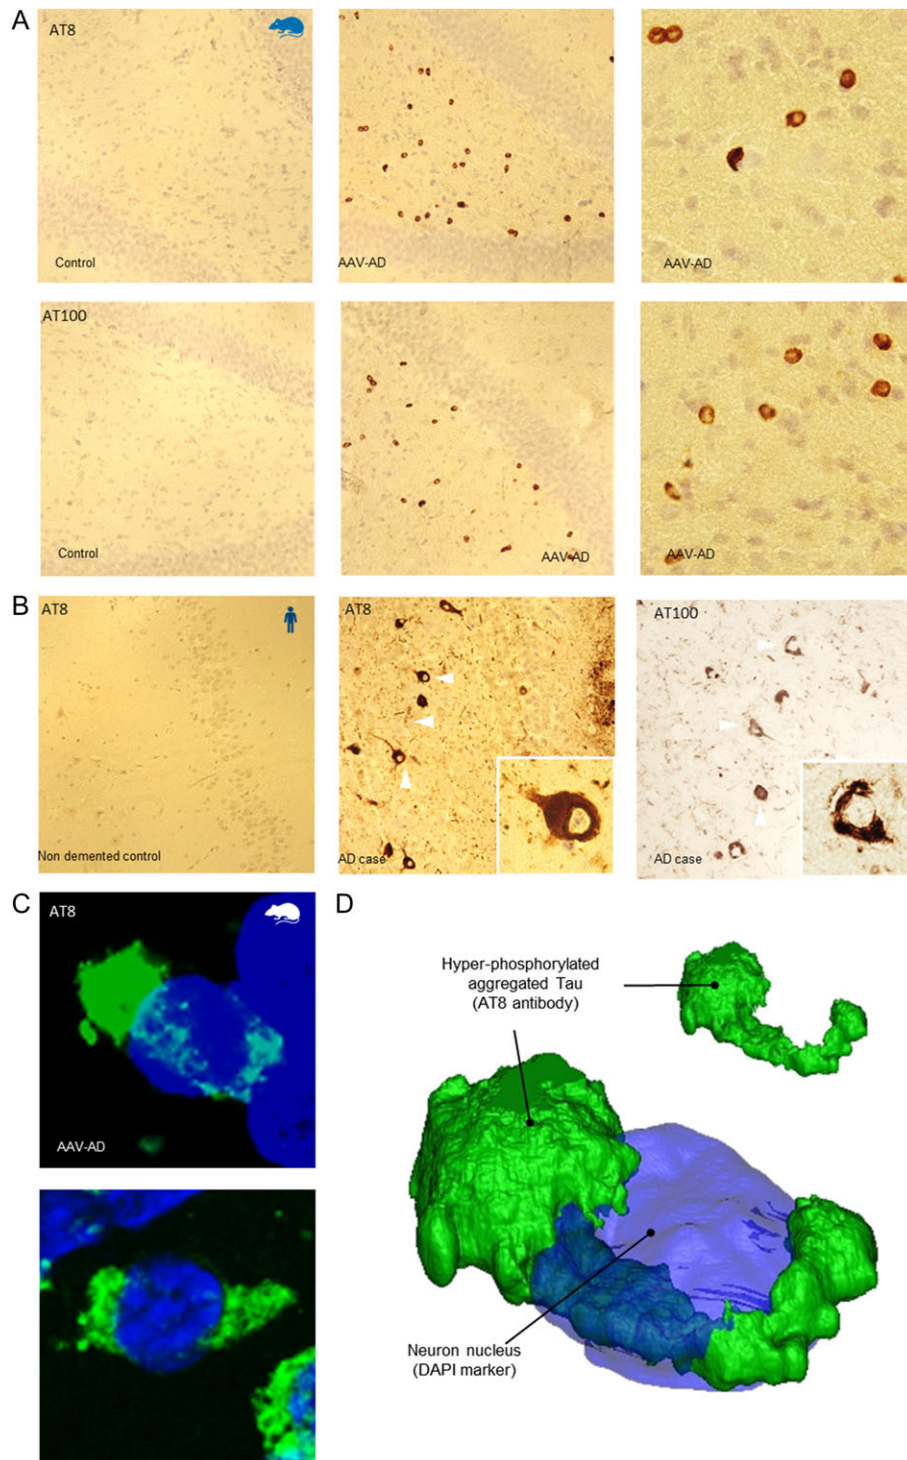 A
AT8
Control
AAV-AD
AAV-AD
AT100
Control
AAV-AD
AAV-AD
B
AT8
Non demented control
AT8
AD case
AT100
AD case
C
AT8
AAV-AD
D
Hyper-phosphorylated
aggregated Tau
(AT8 antibody)
Neuron nucleus
(DAPI marker)